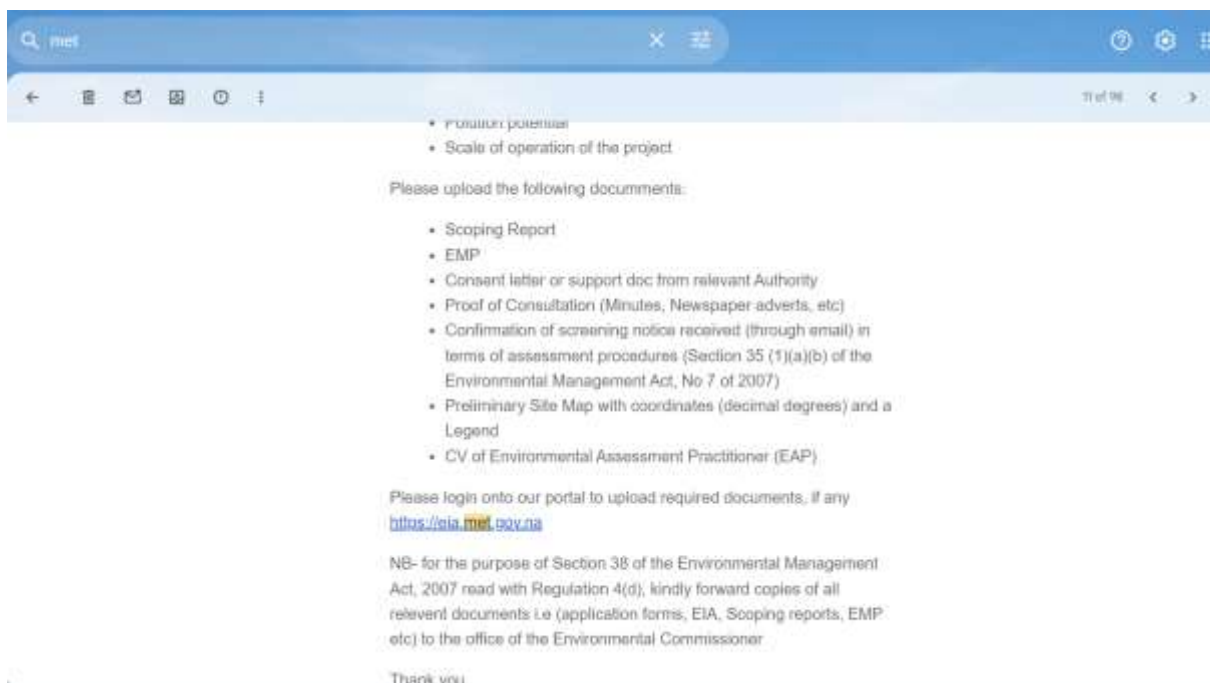 met
11 of 98
• Polution potential
• Scale of operation of the project
Please upload the following documments:
• Scoping Report
• EMP
• Consent letter or support doc from relevant Authority
• Proof of Consultation (Minutes, Newspaper adverts, etc)
• Confirmation of screening notice received (through email) in
terms of assessment procedures (Section 35 (1)(a)(b) of the
Environmental Management Act, No 7 of 2007)
• Preliminary Site Map with coordinates (decimal degrees) and a
Legend
• CV of Environmental Assessment Practitioner (EAP)
Please login onto our portal to upload required documents, if any
https://eia.met.gov.na
NB- for the purpose of Section 38 of the Environmental Management
Act, 2007 read with Regulation 4(d), kindly forward copies of all
relevent documents i.e (application forms, EIA, Scoping reports, EMP
etc) to the office of the Environmental Commissioner
Thank you